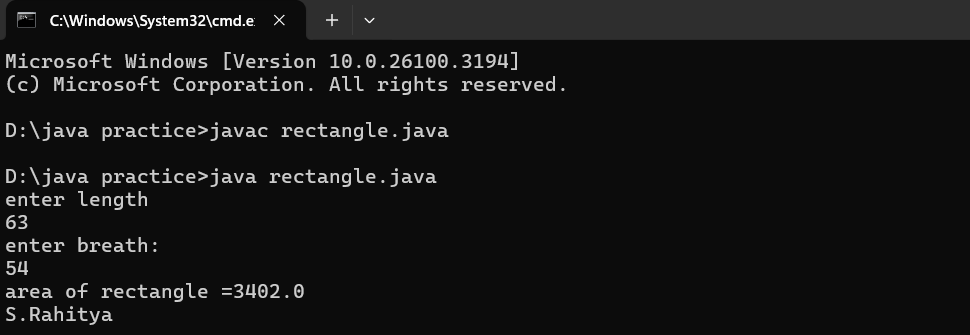 C:\Windows\System32\cmd.e
Microsoft Windows [Version 10.0.26100.3194]
(c) Microsoft Corporation. All rights reserved.
D:\java practice>javac rectangle.java
D:\java practice>java rectangle.java
enter length
63
enter breath:
54
area of rectangle =3402.0
S.Rahitya